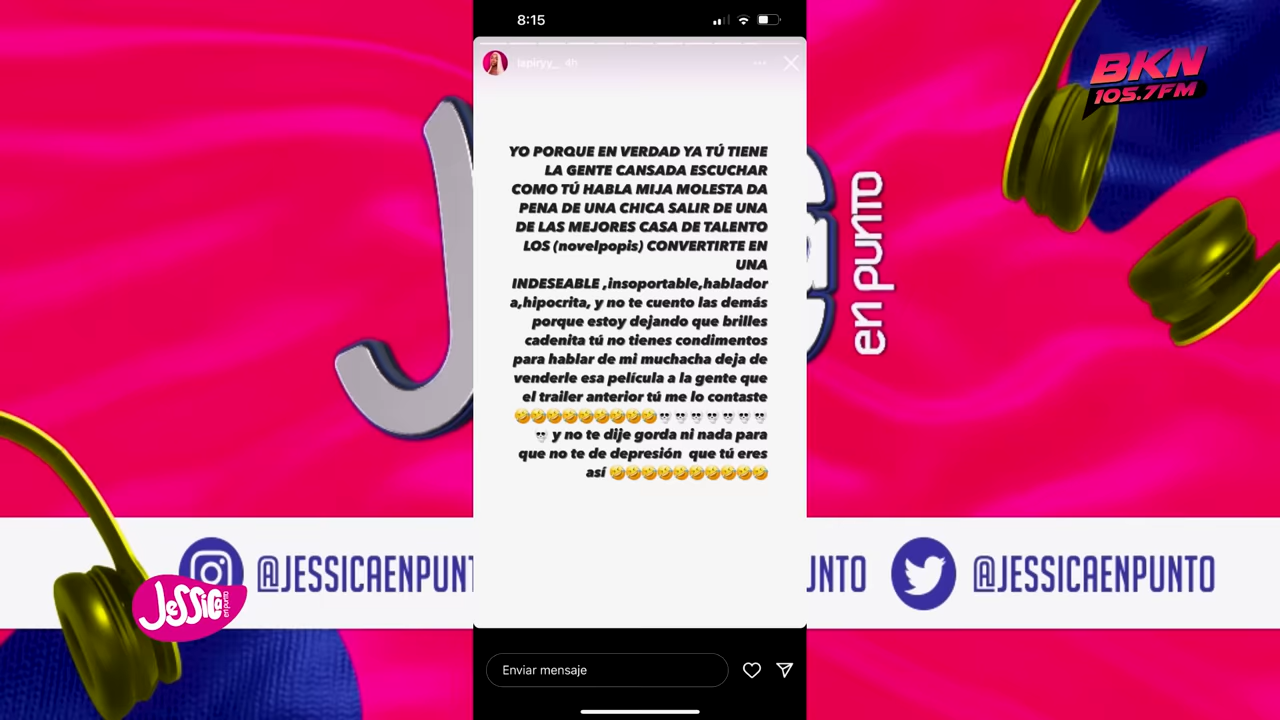 8:15
lapiryy_ 4h
BKN
105.7FM
YO PORQUE EN VERDAD YA TÚ TIENE
LA GENTE CANSADA ESCUCHAR
COMO TÚ HABLA MIJA MOLESTA DA
PENA DE UNA CHICA SALIR DE UNA
DE LAS MEJORES CASA DE TALENTO
LOS (novelpopis) CONVERTIRTE EN
UNA
INDESEABLE ,insoportable,hablador
a,hipocrita, y no te cuento las demás
porque estoy dejando que brilles
cadenita tú no tienes condimentos
para hablar de mi muchacha deja de
venderle esa película a la gente que
el trailer anterior tú me lo contaste
🤣🤣🤣🤣🤣🤣🤣🤣🤣💀💀💀💀💀💀💀
💀 y no te dije gorda ni nada para
que no te de depresión  que tú eres
así 🤣🤣🤣🤣🤣🤣🤣🤣🤣🤣
J
en punto
@JESSICAENPUNT
UNTO
@JESSICAENPUNTO
Jessica
en punto
Enviar mensaje